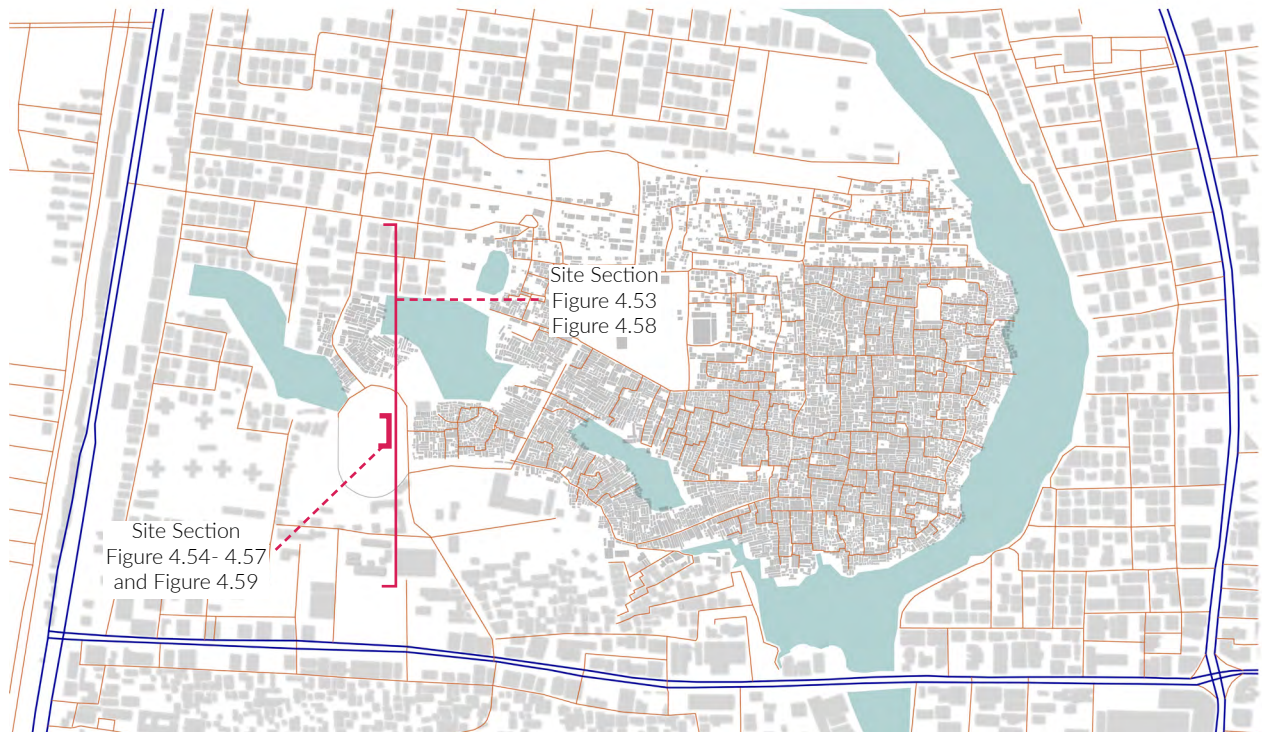 Site Section
Figure 4.53
Figure 4.58
Site Section
Figure 4.54- 4.57
and Figure 4.59